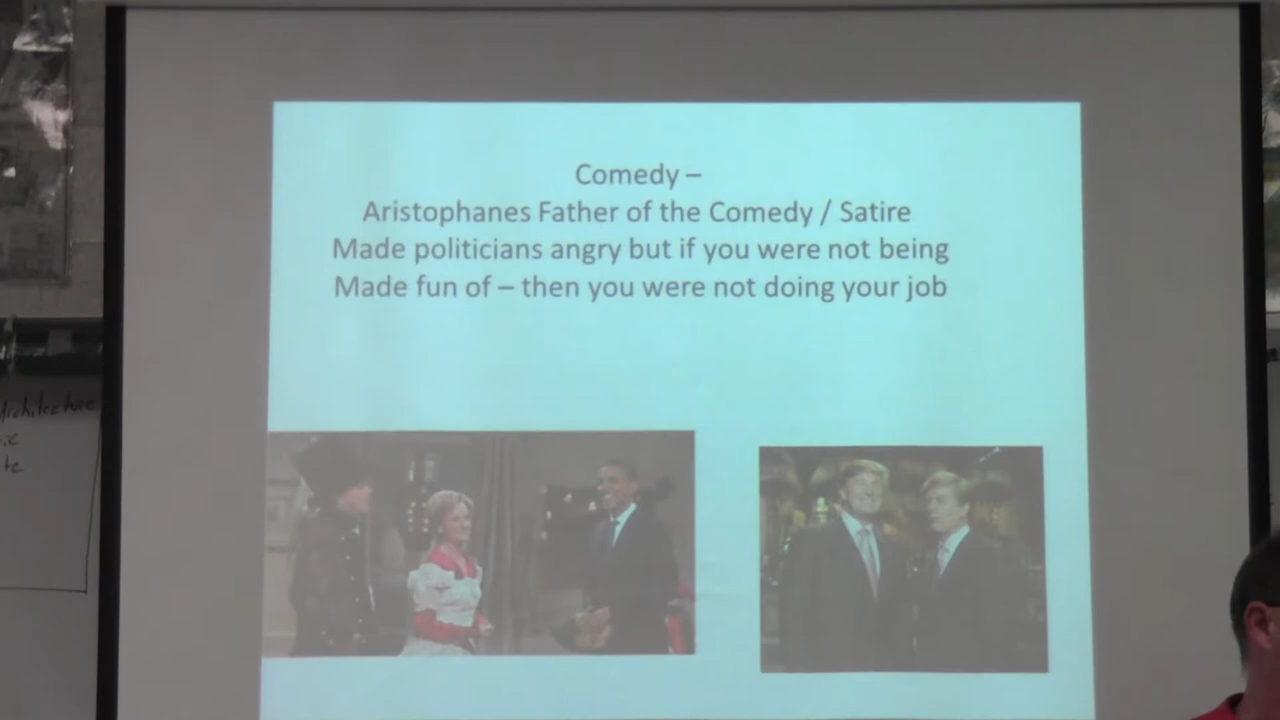 Comedy –
Aristophanes Father of the Comedy / Satire
Made politicians angry but if you were not being
Made fun of – then you were not doing your job
Architecture